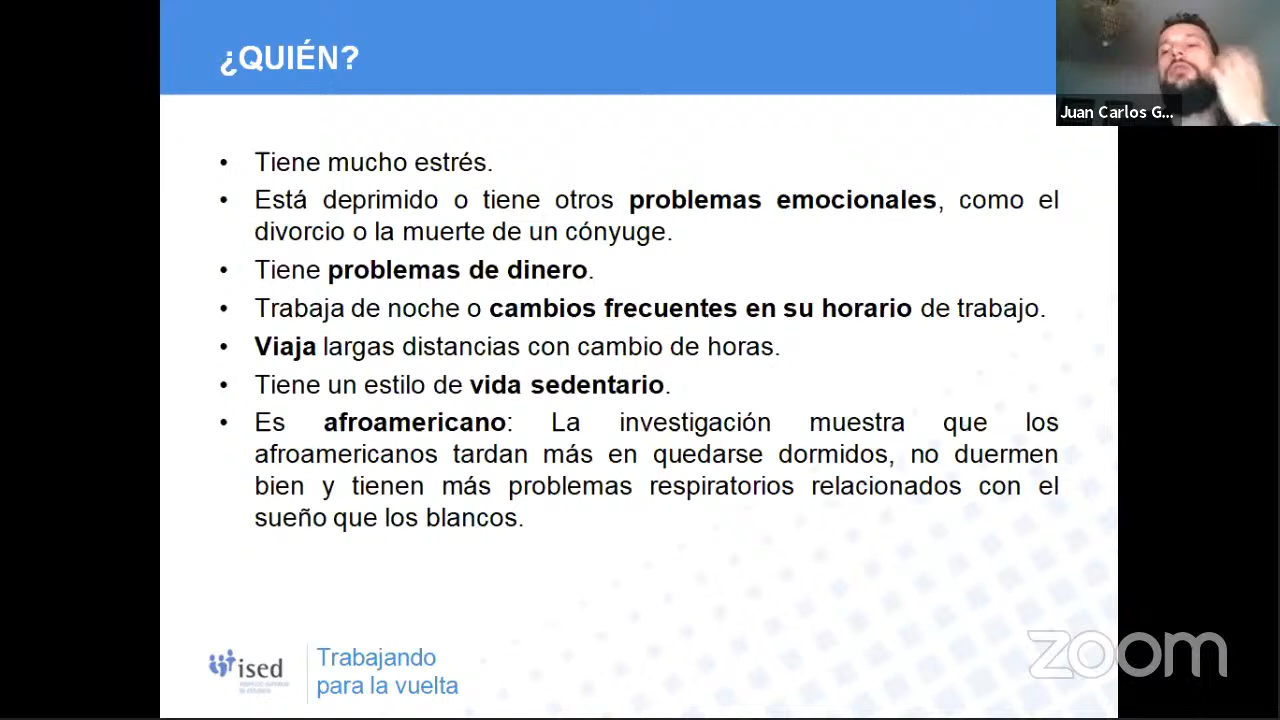 ¿QUIÉN?
Juan Carlos G...
• Tiene mucho estrés.
• Está deprimido o tiene otros problemas emocionales, como el
divorcio o la muerte de un cónyuge.
• Tiene problemas de dinero.
• Trabaja de noche o cambios frecuentes en su horario de trabajo.
• Viaja largas distancias con cambio de horas.
• Tiene un estilo de vida sedentario.
• Es afroamericano: La investigación muestra que los
afroamericanos tardan más en quedarse dormidos, no duermen
bien y tienen más problemas respiratorios relacionados con el
sueño que los blancos.
ised
Trabajando
para la vuelta
zoom